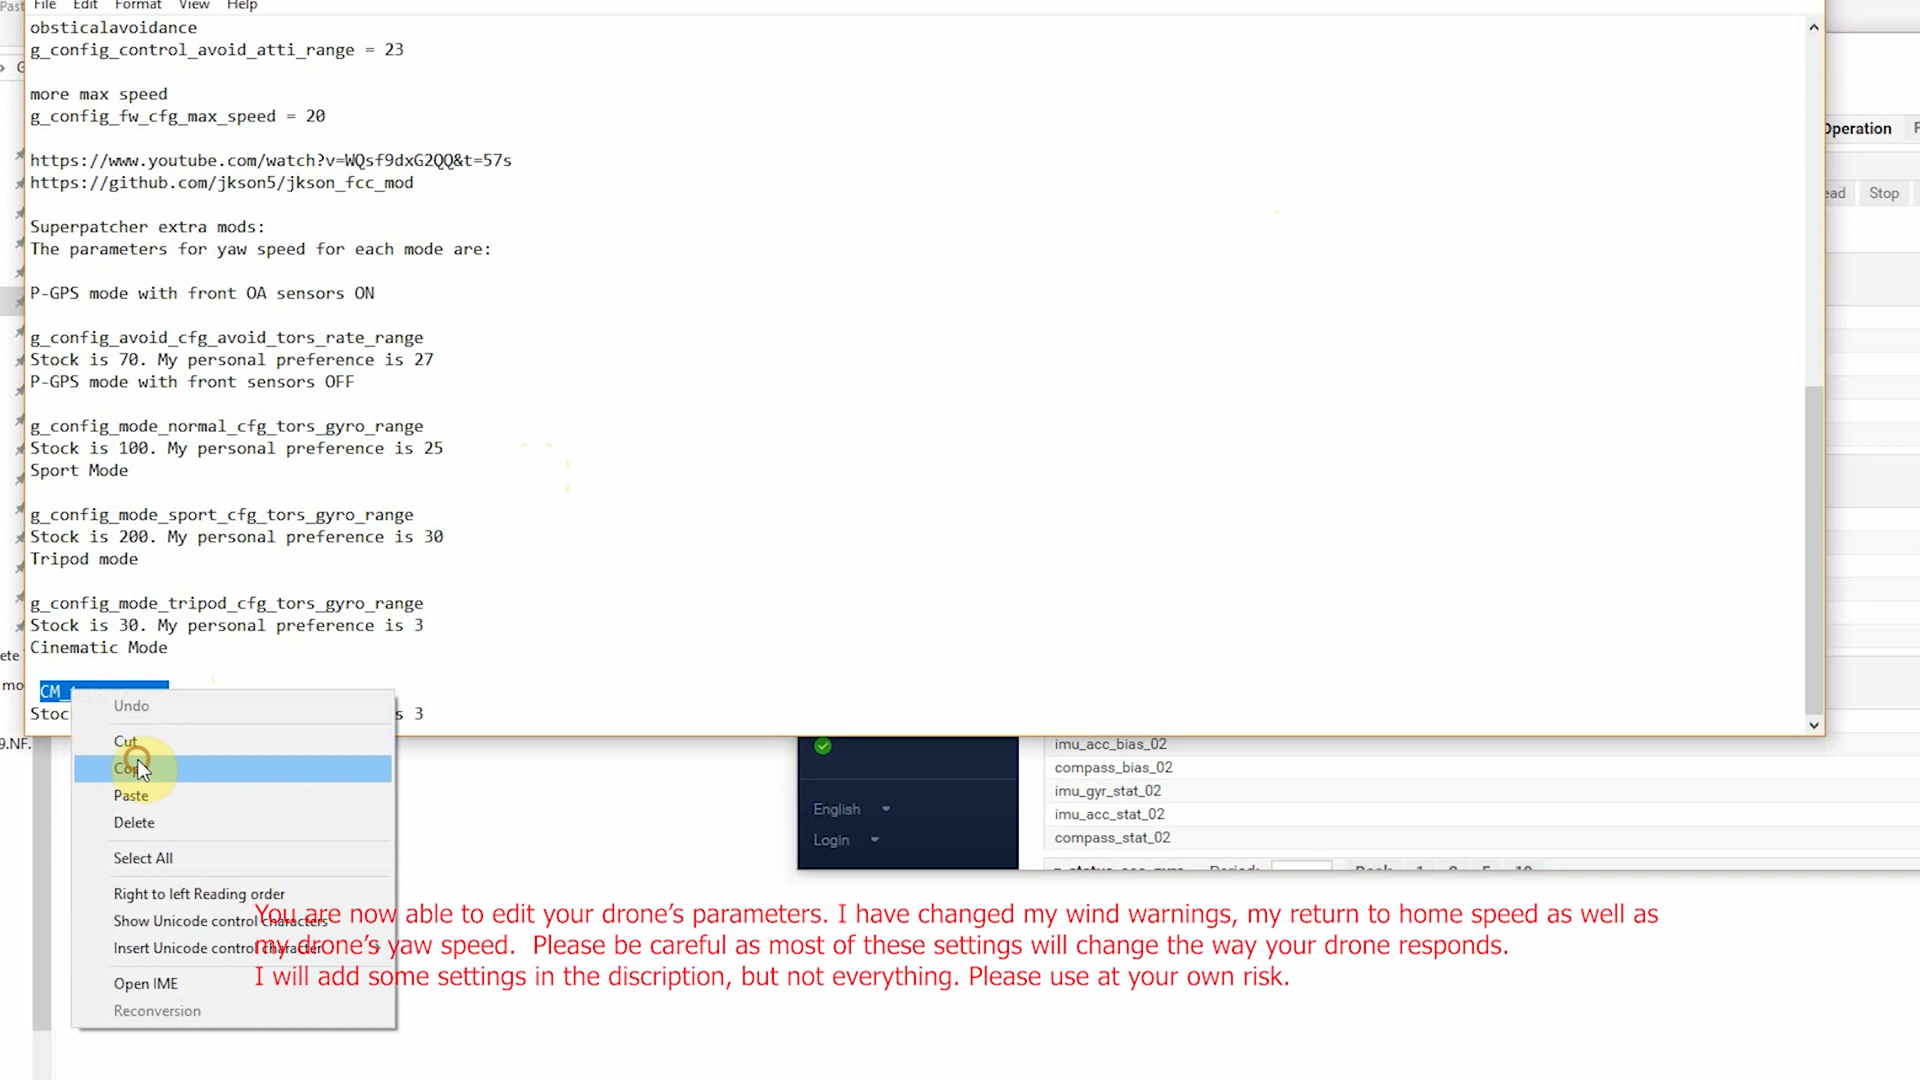 File Edit Format View Help
obsticalavoidance
g_config_control_avoid_atti_range = 23
more max speed
g_config_fw_cfg_max_speed = 20
https://www.youtube.com/watch?v=WQsf9dxG2QQ&t=57s
https://github.com/jkson5/jkson_fcc_mod
Superpatcher extra mods:
The parameters for yaw speed for each mode are:
P-GPS mode with front OA sensors ON
g_config_avoid_cfg_avoid_tors_rate_range
Stock is 70. My personal preference is 27
P-GPS mode with front sensors OFF
g_config_mode_normal_cfg_tors_gyro_range
Stock is 100. My personal preference is 25
Sport Mode
g_config_mode_sport_cfg_tors_gyro_range
Stock is 200. My personal preference is 30
Tripod mode
g_config_mode_tripod_cfg_tors_gyro_range
Stock is 30. My personal preference is 3
Cinematic Mode
CM_
s 3
Undo
Cut
Copy
Paste
Delete
Select All
Right to left Reading order
Show Unicode control characters
Insert Unicode control character
Open IME
Reconversion
Operation
Stop
9.NF.
English
Login
imu_acc_bias_02
compass_bias_02
imu_gyr_stat_02
imu_acc_stat_02
compass_stat_02
You are now able to edit your drone's parameters. I have changed my wind warnings, my return to home speed as well as
my drone's yaw speed. Please be careful as most of these settings will change the way your drone responds.
I will add some settings in the discription, but not everything. Please use at your own risk.